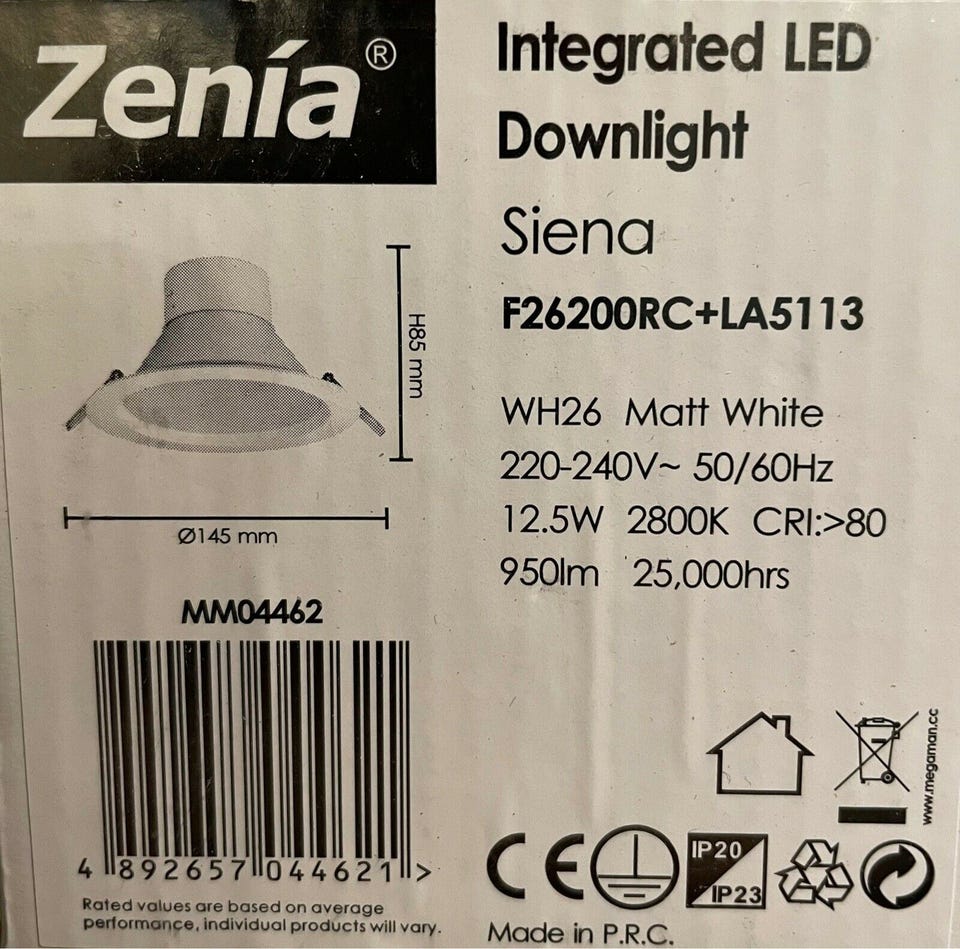 Zenía®
Integrated LED
Downlight
Siena
F26200RC+LA5113
H85 mm
Ø145 mm
WH26 Matt White
220-240V~ 50/60Hz
12.5W 2800K CRI:>80
950lm 25,000hrs
MM04462
4 892657 044621 >
Rated values are based on average
performance, individual products will vary.
www.megaman.cc
CE
IP20
IP23
Made in P.R.C.